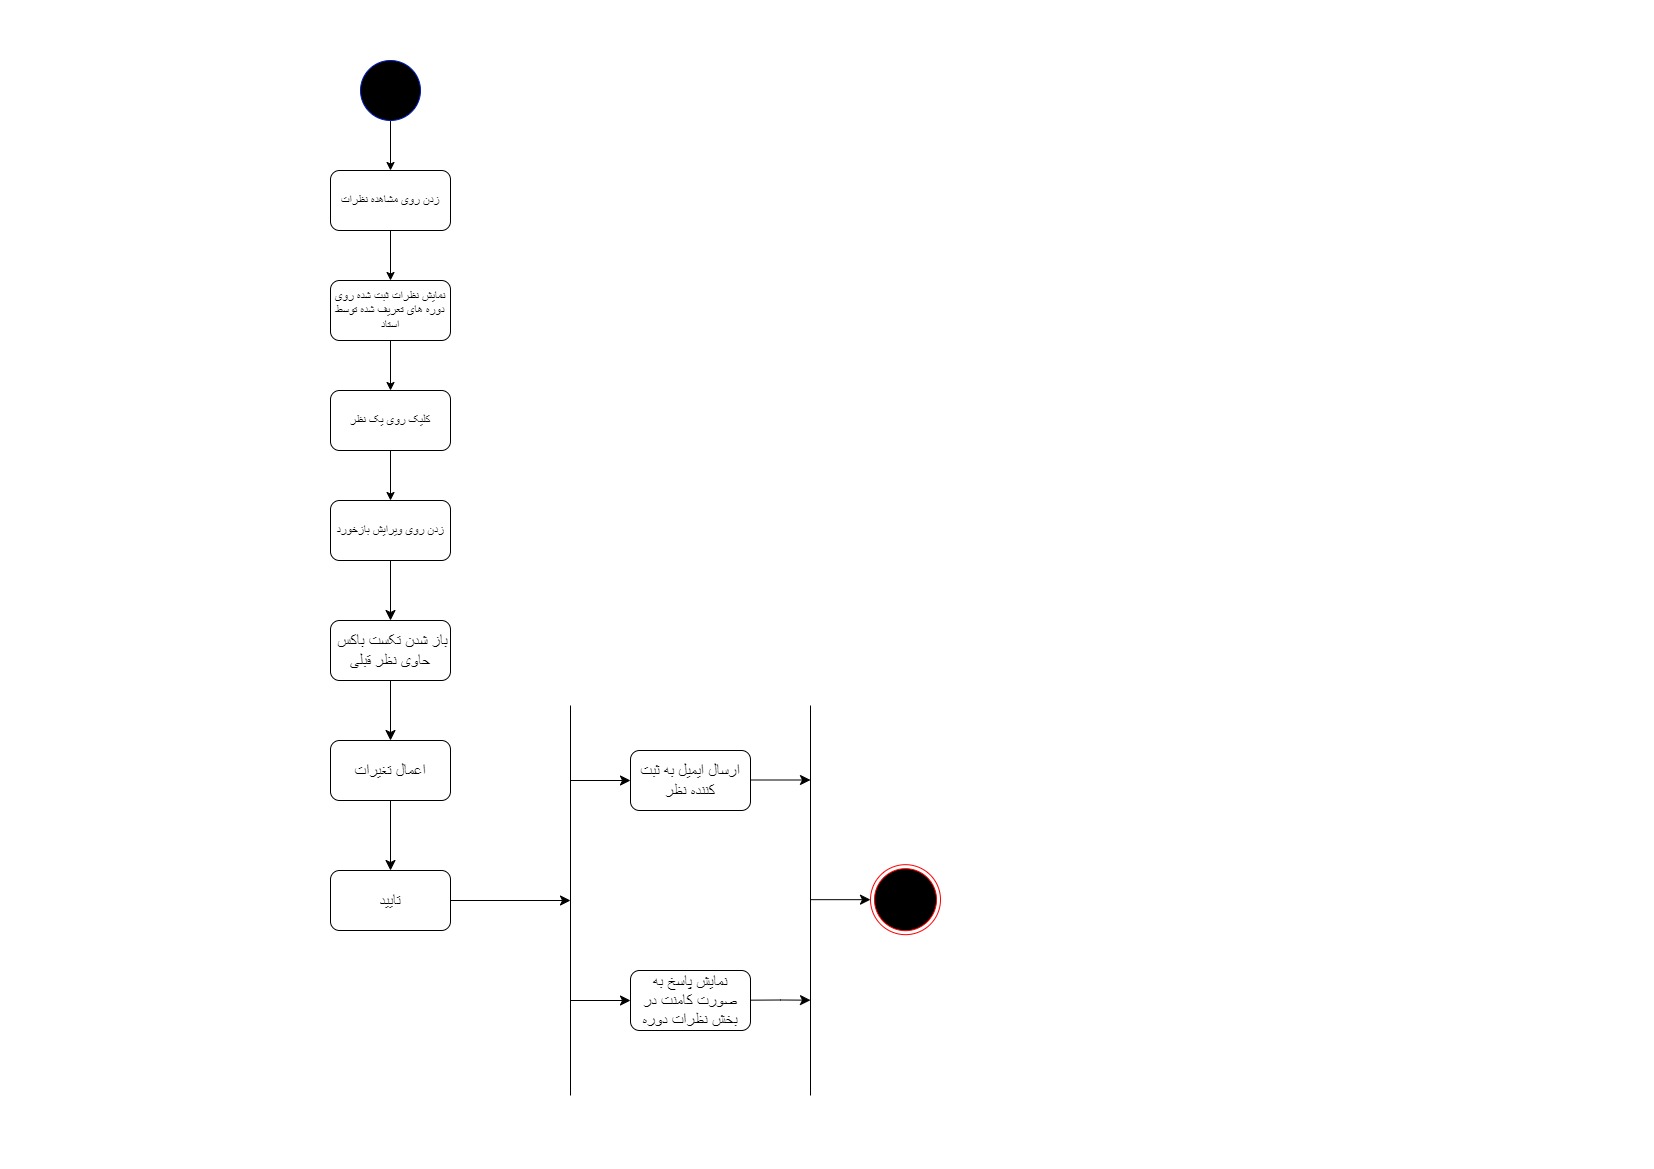 زدن روی مشاهده نظرات
نمایش نظرات ثبت شده روی
دوره های تعریف شده توسط
استاد
کلیک روی یک نظر
زدن روی ویرایش بازخورد
باز شدن تکست باکس
حاوی نظر قبلی
اعمال تغیرات
تایید
ارسال ایمیل به ثبت
کننده نظر
نمایش پاسخ به
صورت کامنت در
بخش نظرات دوره